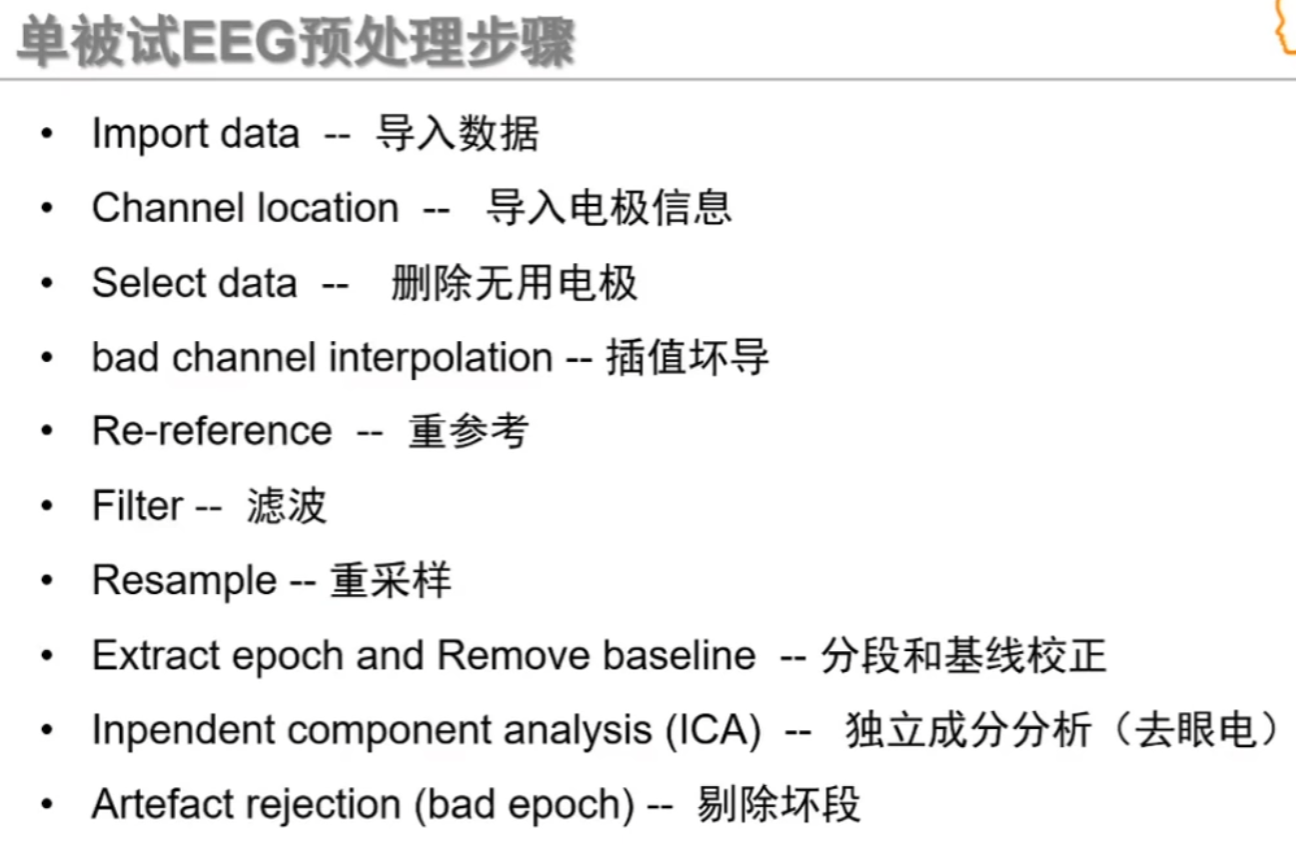 单被试EEG预处理步骤
• Import data -- 导入数据
• Channel location -- 导入电极信息
• Select data -- 删除无用电极
• bad channel interpolation -- 插值坏导
• Re-reference -- 重参考
• Filter -- 滤波
• Resample -- 重采样
• Extract epoch and Remove baseline -- 分段和基线校正
• Inpendent component analysis (ICA) -- 独立成分分析（去眼电）
• Artefact rejection (bad epoch) -- 剔除坏段